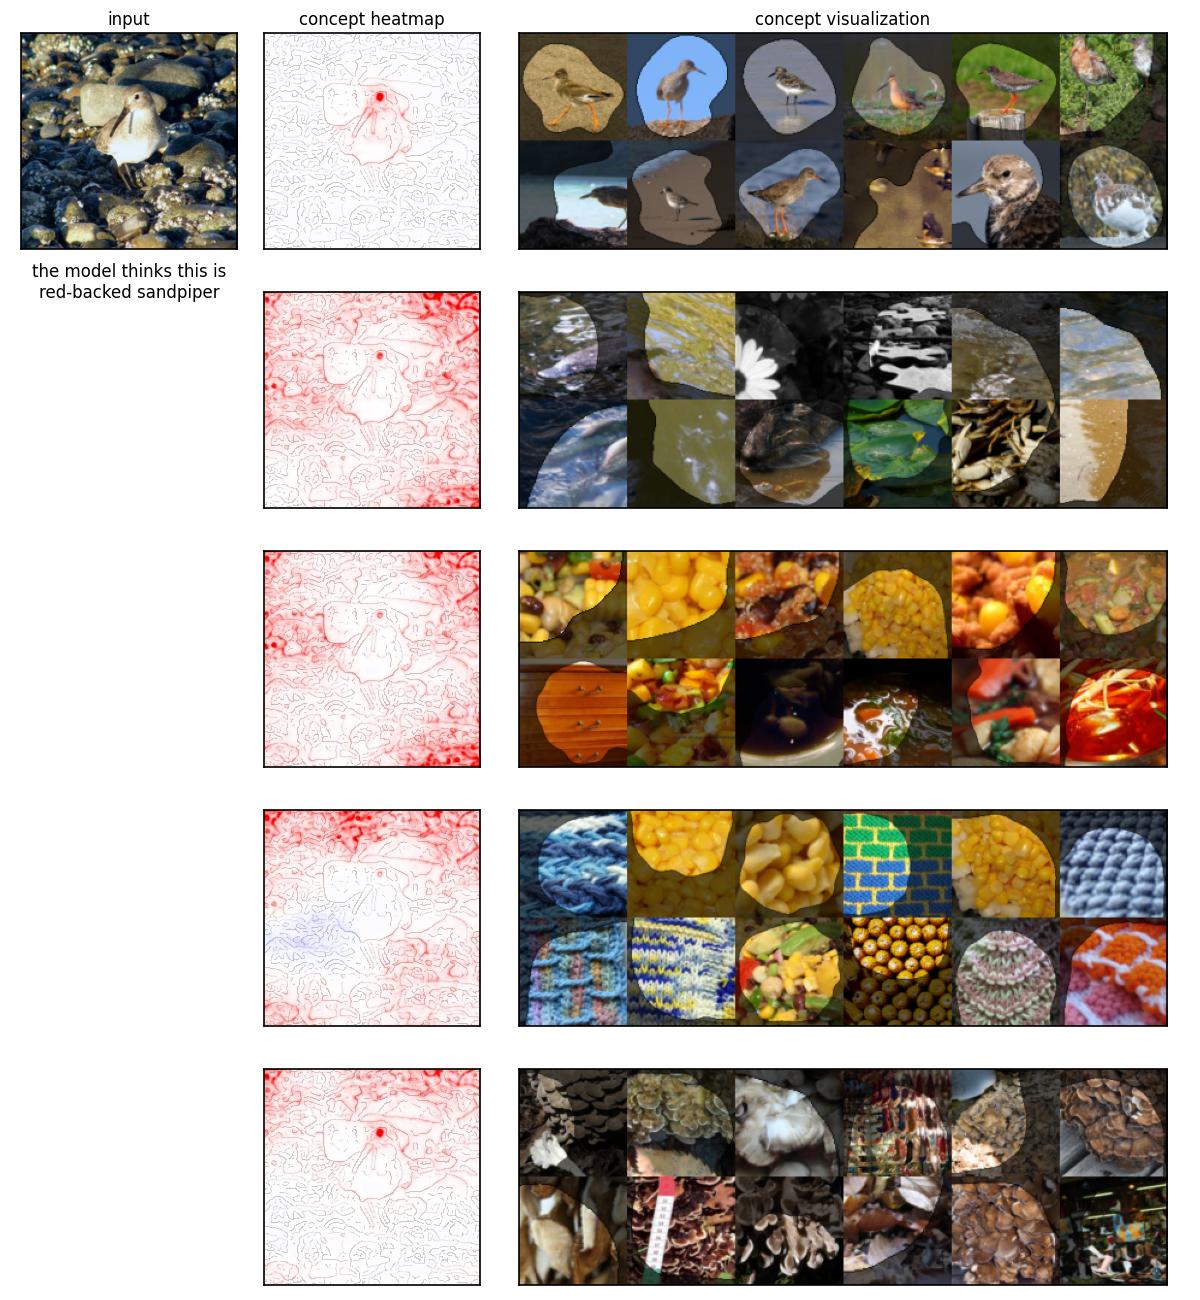 input
concept heatmap
concept visualization
the model thinks this is
red-backed sandpiper